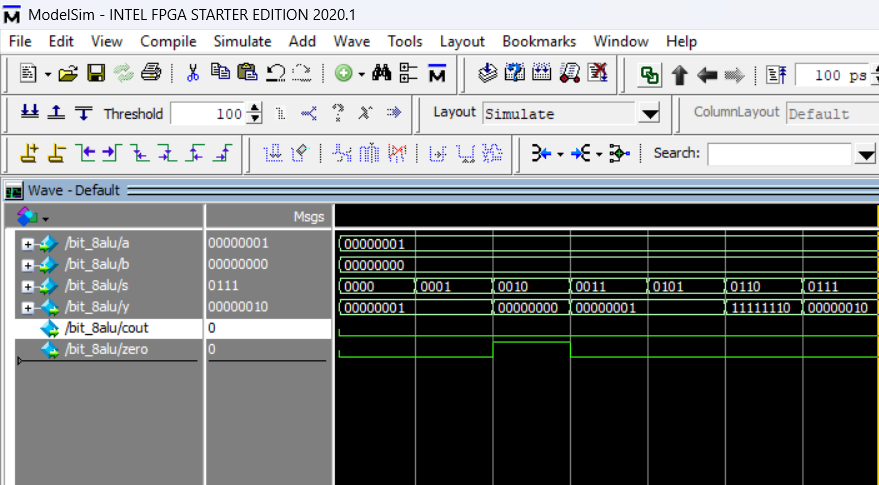 ModelSim - INTEL FPGA STARTER EDITION 2020.1
File Edit View Compile Simulate Add Wave Tools Layout Bookmarks Window Help
100 ps
Threshold 100 Layout Simulate ColumnLayout Default
Search:
Wave - Default
Msgs
/bit_8alu/a 00000001 00000001
/bit_8alu/b 00000000 00000000
/bit_8alu/s 0111 0000 0001 0010 0011 0101 0110 0111
/bit_8alu/y 00000010 00000001 00000000 00000001 11111110 00000010
/bit_8alu/cout 0
/bit_8alu/zero 0